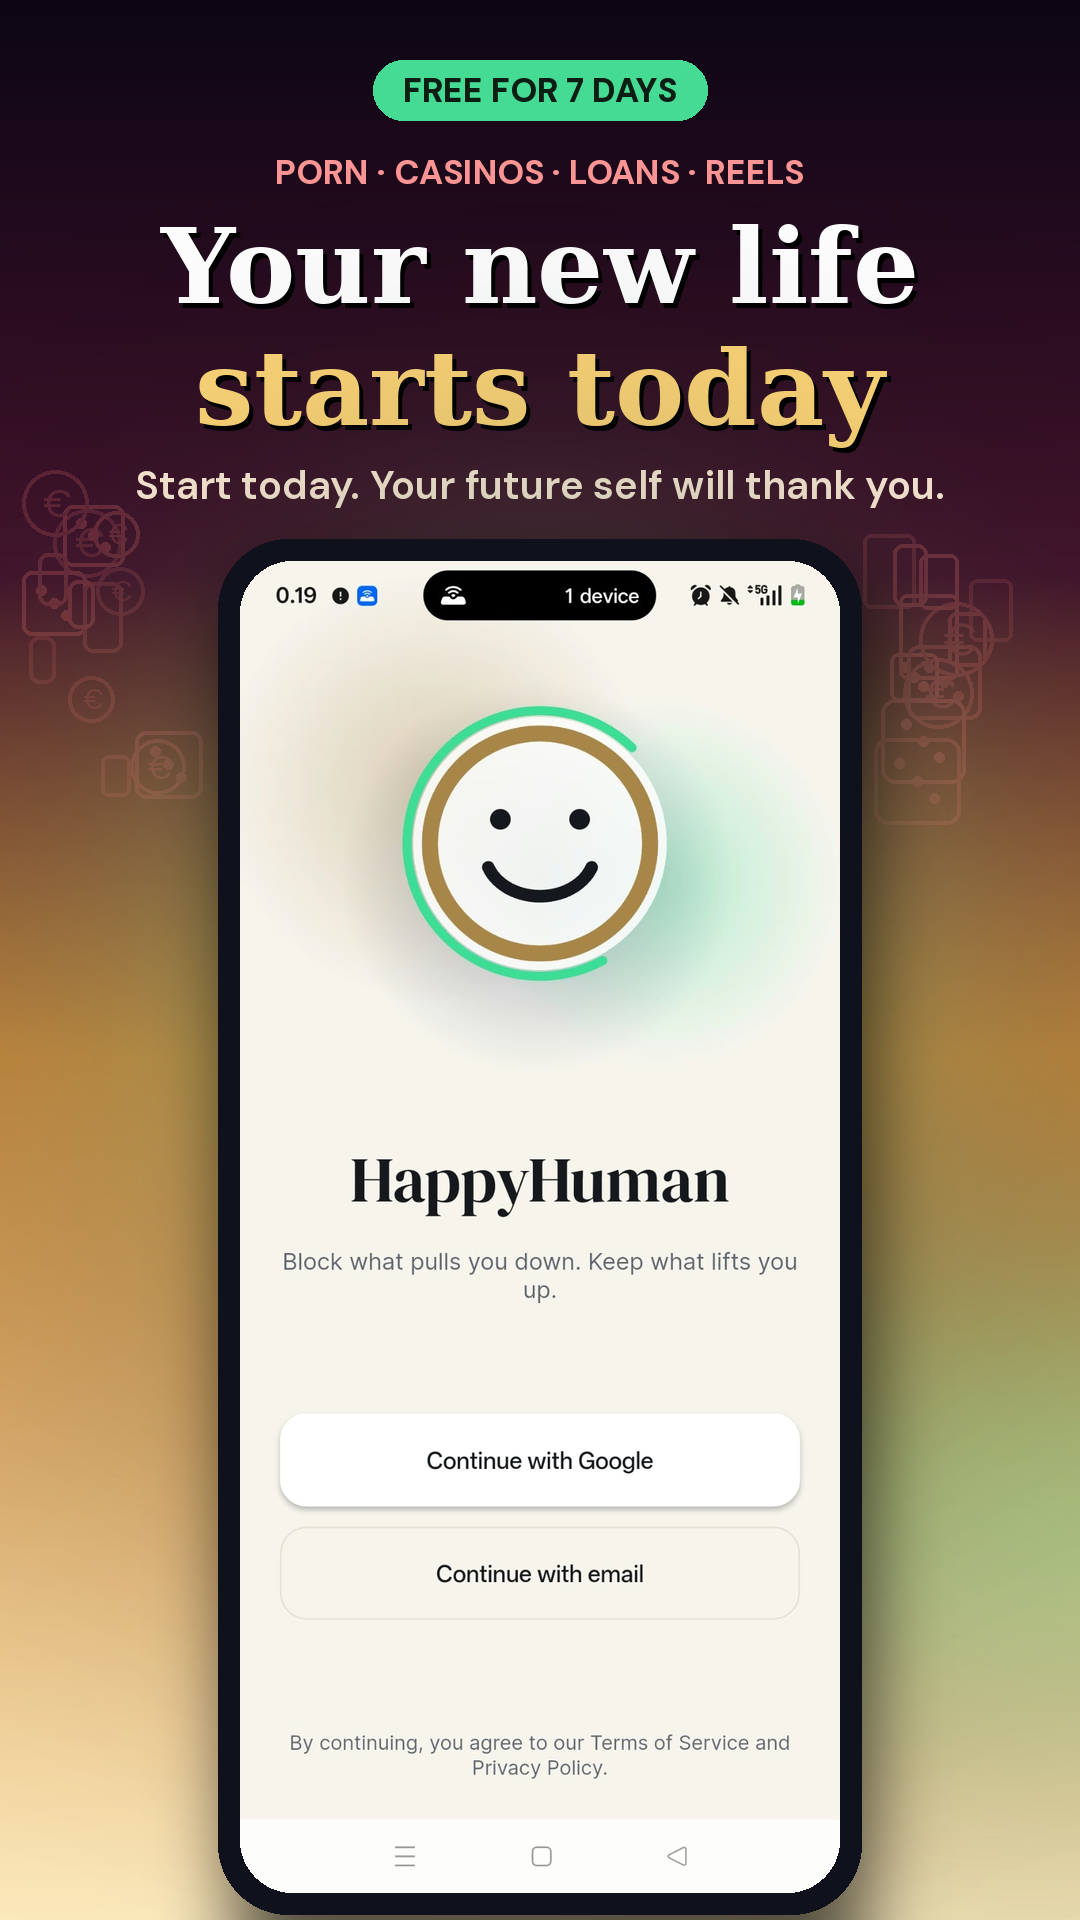 FREE FOR 7 DAYS
PORN · CASINOS · LOANS · REELS
Your new life
starts today
Start today. Your future self will thank you.
0.19
1 device
5G
HappyHuman
Block what pulls you down. Keep what lifts you
up.
Continue with Google
Continue with email
By continuing, you agree to our Terms of Service and
Privacy Policy.